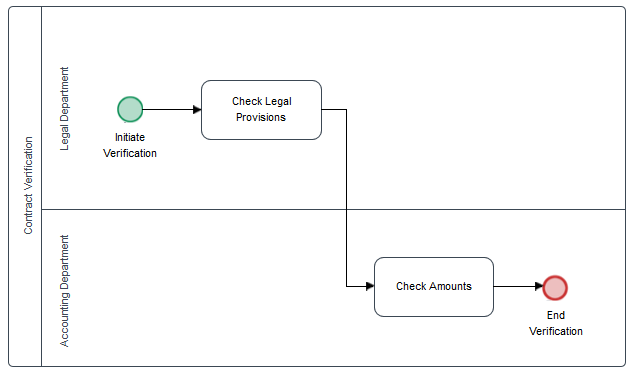 Contract Verification
Legal Department
Initiate
Verification
Check Legal
Provisions
Accounting Department
Check Amounts
End
Verification